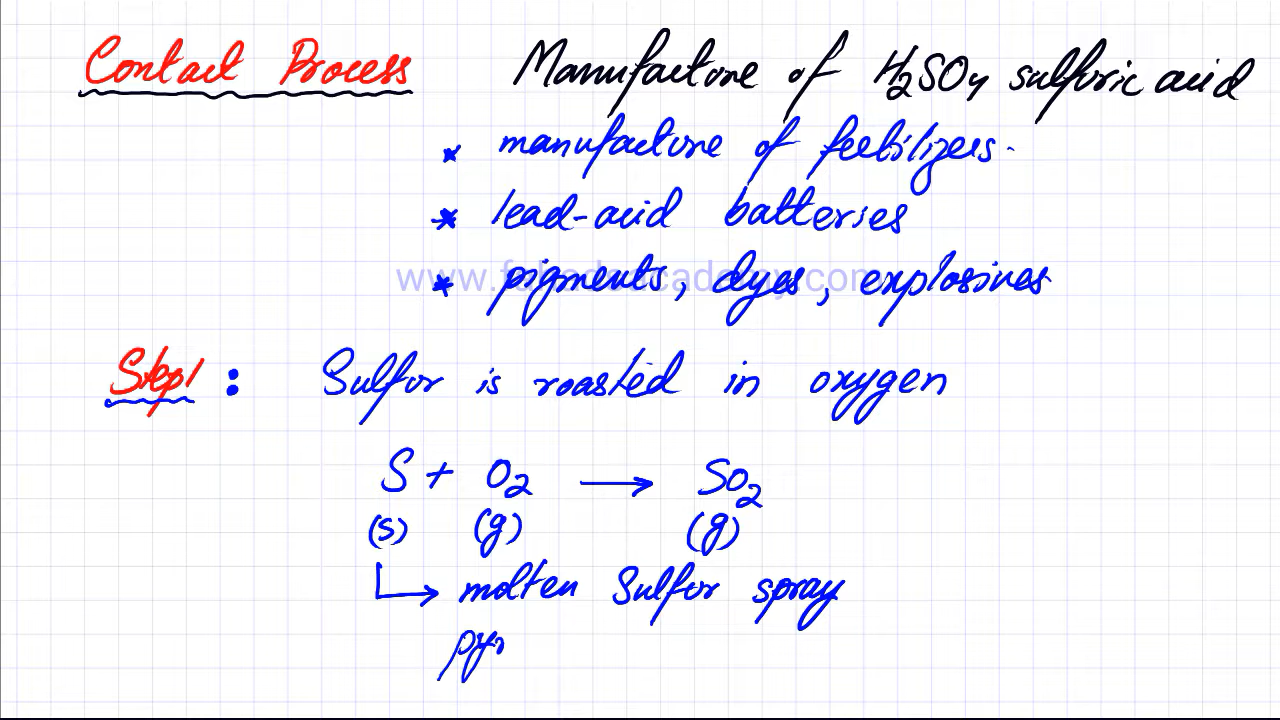 Contact Process Manufacture of H₂SO₄ sulfuric acid
* manufacture of fertilizers.
* lead-acid batteries
* pigments, dyes, explosives
Step1 : Sulfur is roasted in oxygen
S + O₂ → SO₂
(s) (g) (g)
↳ molten Sulfur spray
pyr